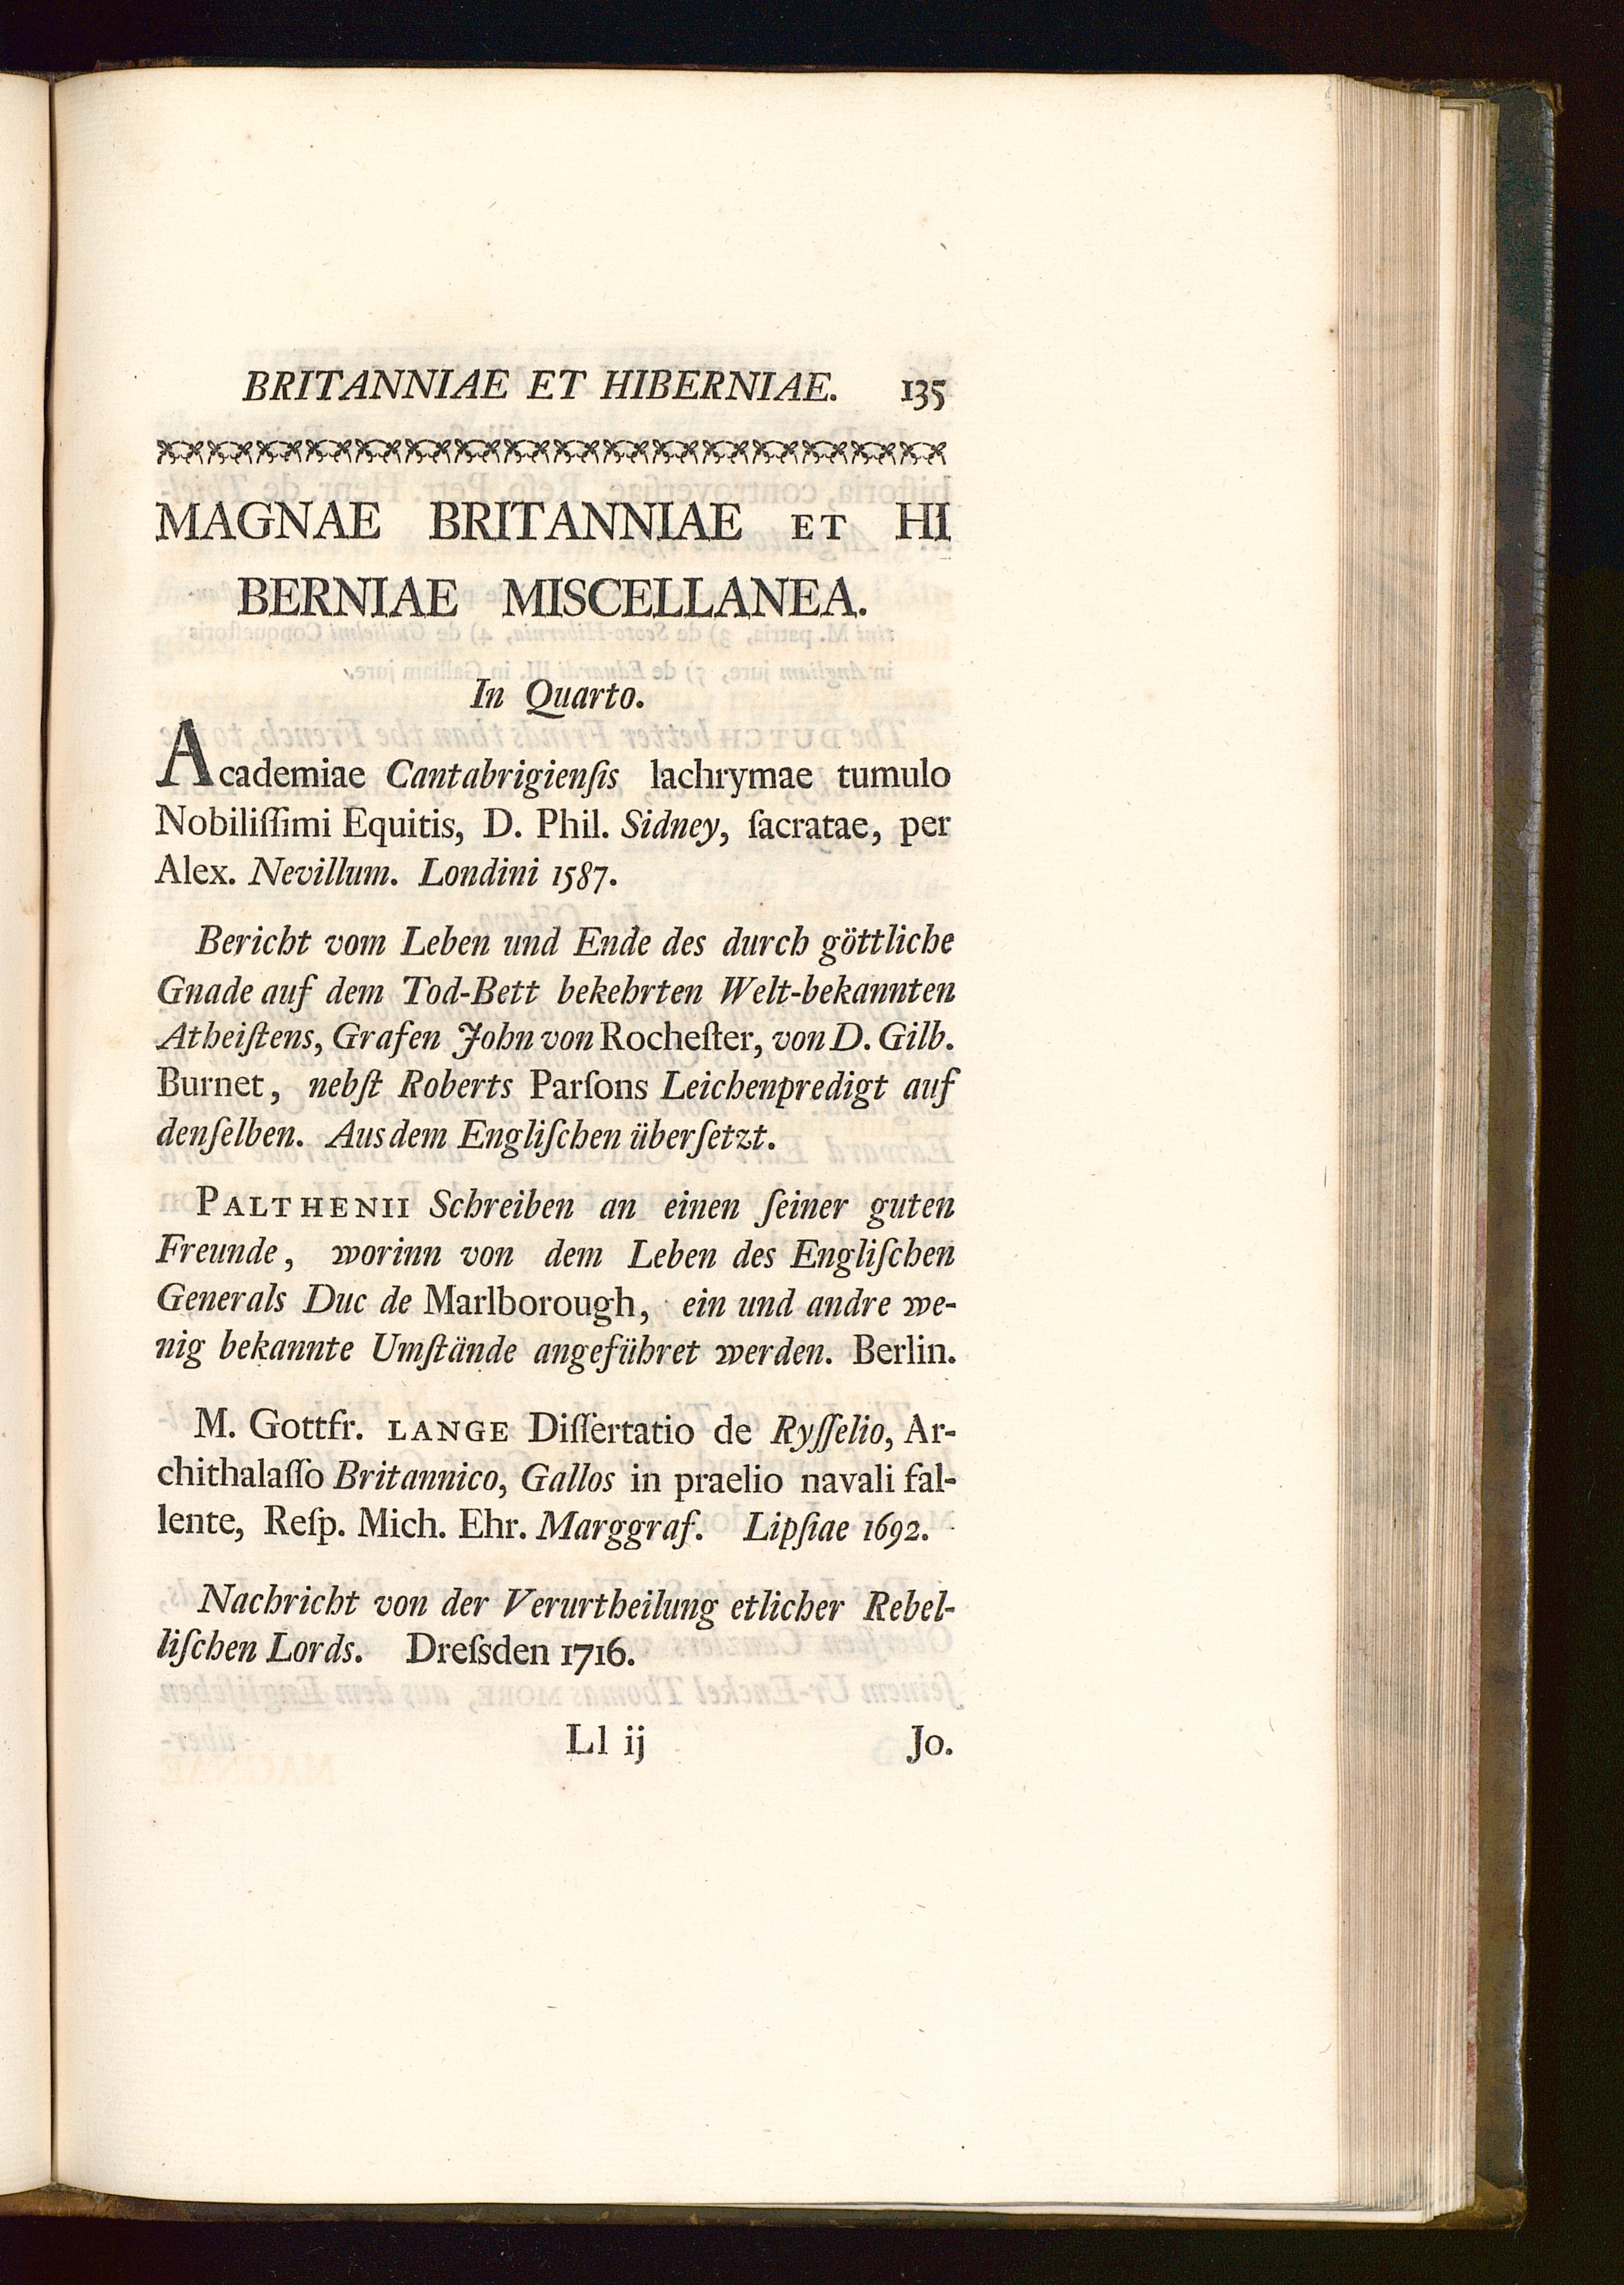 BRITANNIAE ET HIBERNIAE. 135
MAGNAE BRITANNIAE ET HI
BERNIAE MISCELLANEA.
In Quarto.
Academiae Cantabrigienſis lachrymae tumulo
Nobiliſſimi Equitis, D. Phil. Sidney, ſacratae, per
Alex. Nevillum. Londini 1587.
Bericht vom Leben und Ende des durch göttliche
Gnade auf dem Tod-Bett bekehrten Welt-bekannten
Atheiſtens, Grafen John von Rocheſter, von D. Gilb.
Burnet, nebſt Roberts Parſons Leichenpredigt auf
denſelben. Aus dem Engliſchen überſetzt.
PALTHENII Schreiben an einen ſeiner guten
Freunde, worinn von dem Leben des Engliſchen
Generals Duc de Marlborough, ein und andre we-
nig bekannte Umſtände angeführet werden. Berlin.
M. Gottfr. LANGE Diſſertatio de Ryſſelio, Ar-
chithalaſſo Britannico, Gallos in praelio navali fal-
lente, Reſp. Mich. Ehr. Marggraf. Lipſiae 1692.
Nachricht von der Verurtheilung etlicher Rebel-
liſchen Lords. Dreſsden 1716.
Ll ij Jo.